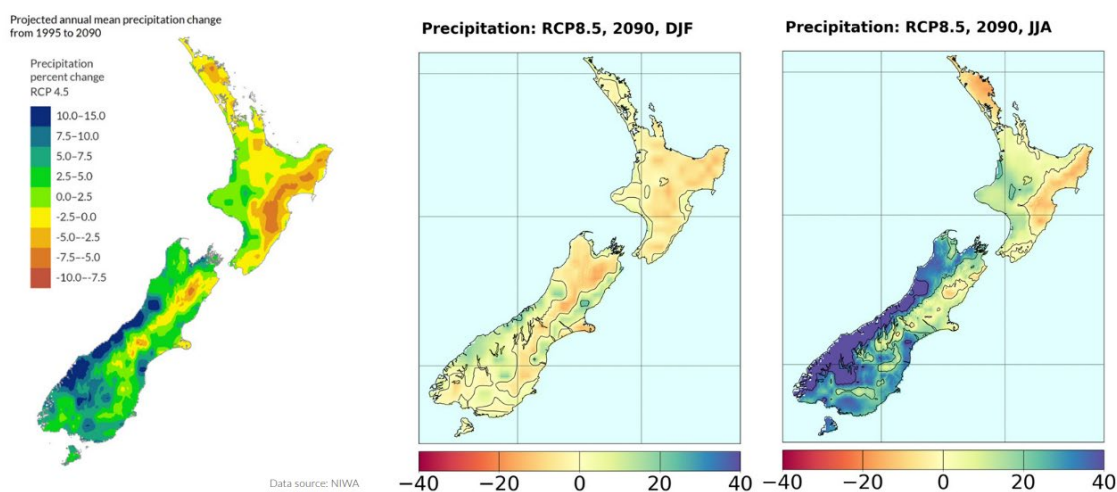 Projected annual mean precipitation change
from 1995 to 2090
Precipitation
percent change
RCP 4.5
10.0–15.0
7.5–10.0
5.0–7.5
2.5–5.0
0.0–2.5
-2.5–0.0
-5.0–-2.5
-7.5–-5.0
-10.0–-7.5
Data source: NIWA
Precipitation: RCP8.5, 2090, DJF
−40 −20 0 20 40
Precipitation: RCP8.5, 2090, JJA
−40 −20 0 20 40